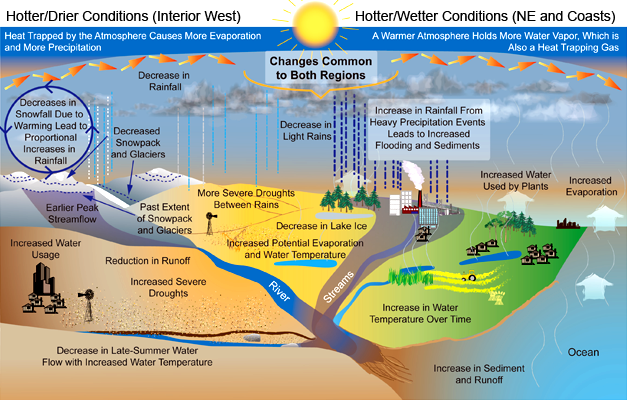 Hotter/Drier Conditions (Interior West)
Hotter/Wetter Conditions (NE and Coasts)
Heat Trapped by the Atmosphere Causes More Evaporation
and More Precipitation
A Warmer Atmosphere Holds More Water Vapor, Which is
Also a Heat Trapping Gas
Changes Common
to Both Regions
Decrease in
Rainfall
Decreases in
Snowfall Due to
Warming Lead to
Proportional
Increases in
Rainfall
Decreased
Snowpack
and Glaciers
Decrease in
Light Rains
Increase in Rainfall From
Heavy Precipitation Events
Leads to Increased
Flooding and Sediments
Increased Water
Used by Plants
Increased
Evaporation
More Severe Droughts
Between Rains
Earlier Peak
Streamflow
Past Extent
of Snowpack
and Glaciers
Decrease in Lake Ice
Increased Water
Usage
Increased Potential Evaporation
and Water Temperature
Reduction in Runoff
Increased Severe
Droughts
River
Streams
Increase in Water
Temperature Over Time
Decrease in Late-Summer Water
Flow with Increased Water Temperature
Ocean
Increase in Sediment
and Runoff